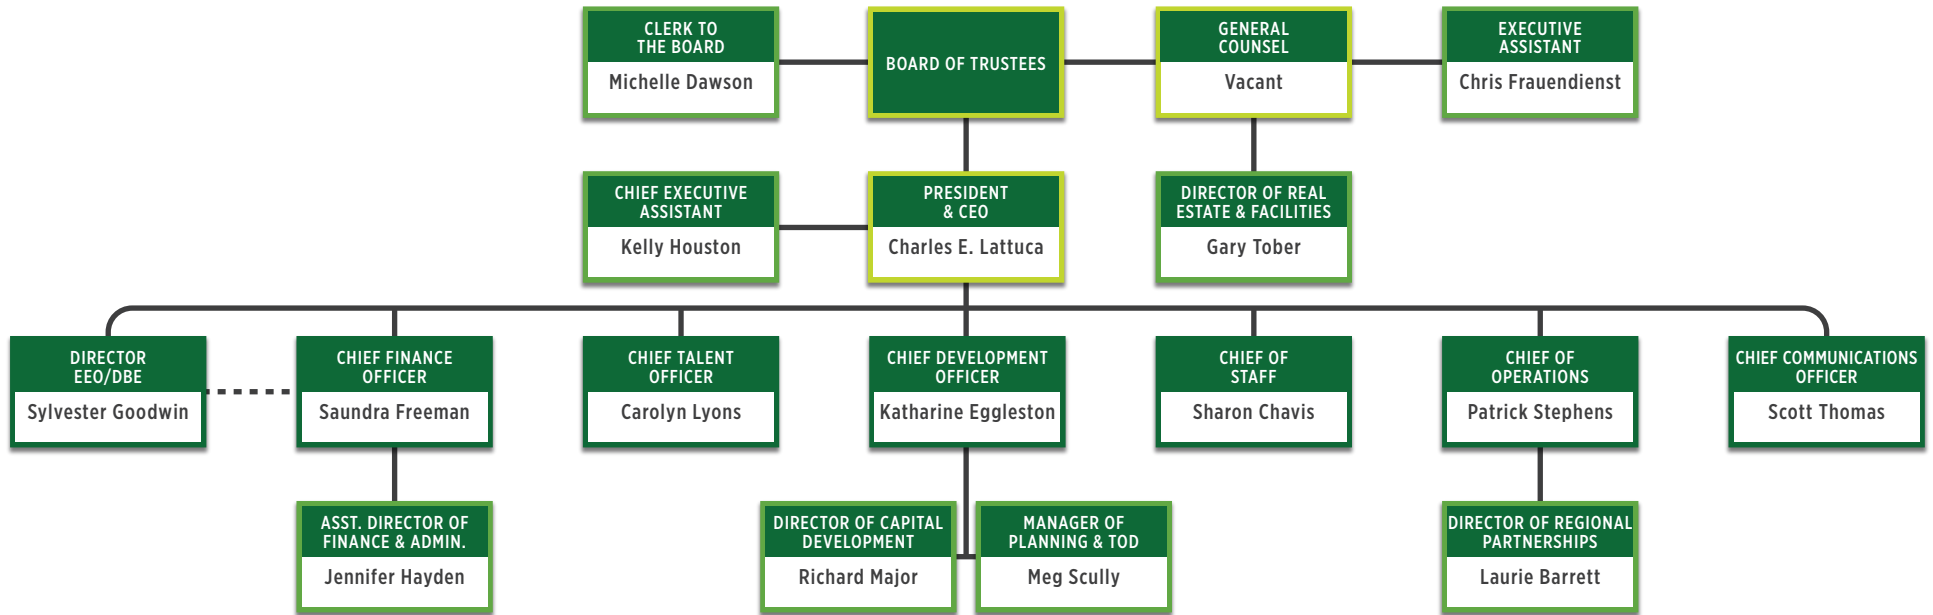 CLERK TO
THE BOARD
Michelle Dawson
BOARD OF TRUSTEES
GENERAL
COUNSEL
Vacant
EXECUTIVE
ASSISTANT
Chris Frauendienst
CHIEF EXECUTIVE
ASSISTANT
Kelly Houston
PRESIDENT
& CEO
Charles E. Lattuca
DIRECTOR OF REAL
ESTATE & FACILITIES
Gary Tober
DIRECTOR
EEO/DBE
Sylvester Goodwin
CHIEF FINANCE
OFFICER
Saundra Freeman
CHIEF TALENT
OFFICER
Carolyn Lyons
CHIEF DEVELOPMENT
OFFICER
Katharine Eggleston
CHIEF OF
STAFF
Sharon Chavis
CHIEF OF
OPERATIONS
Patrick Stephens
CHIEF COMMUNICATIONS
OFFICER
Scott Thomas
ASST. DIRECTOR OF
FINANCE & ADMIN.
Jennifer Hayden
DIRECTOR OF CAPITAL
DEVELOPMENT
Richard Major
MANAGER OF
PLANNING & TOD
Meg Scully
DIRECTOR OF REGIONAL
PARTNERSHIPS
Laurie Barrett